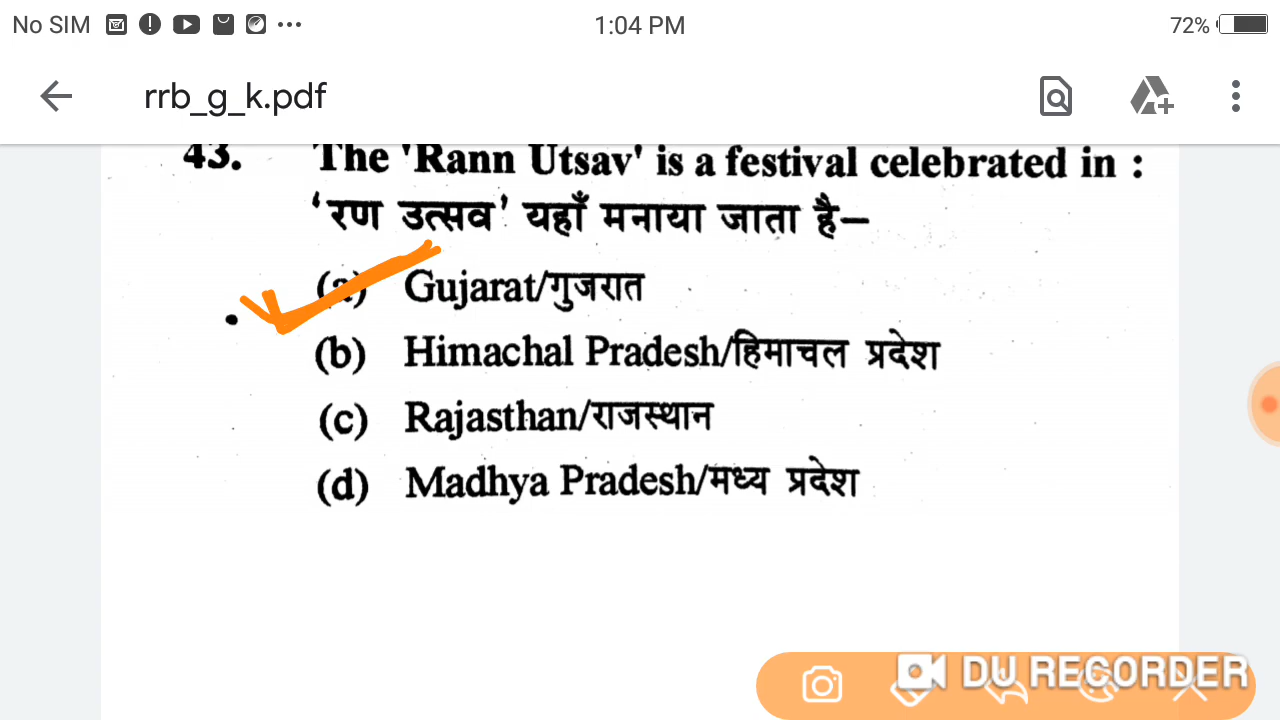 No SIM
1:04 PM
72%
rrb_g_k.pdf
43. The 'Rann Utsav' is a festival celebrated in :
‘रण उत्सव’ यहाँ मनाया जाता है–
(a) Gujarat/गुजरात
(b) Himachal Pradesh/हिमाचल प्रदेश
(c) Rajasthan/राजस्थान
(d) Madhya Pradesh/मध्य प्रदेश
DU RECORDER